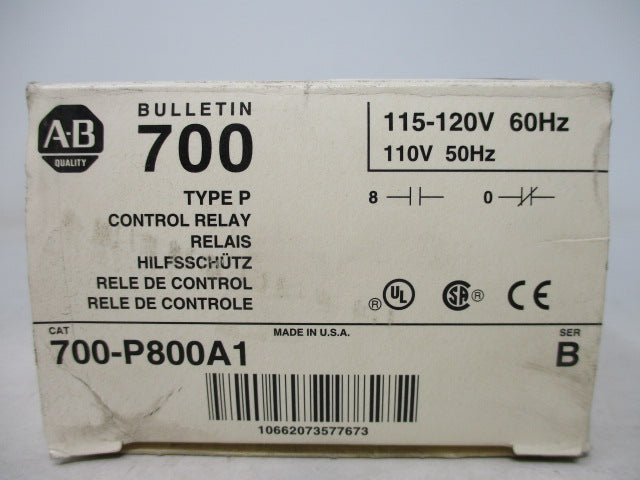 A-B
QUALITY
BULLETIN
700
TYPE P
CONTROL RELAY
RELAIS
HILFSSCHÜTZ
RELE DE CONTROL
RELE DE CONTROLE
115-120V 60Hz
110V 50Hz
8
0
® UL
SA ®
CE
CAT
700-P800A1
MADE IN U.S.A.
SER
B
10662073577673